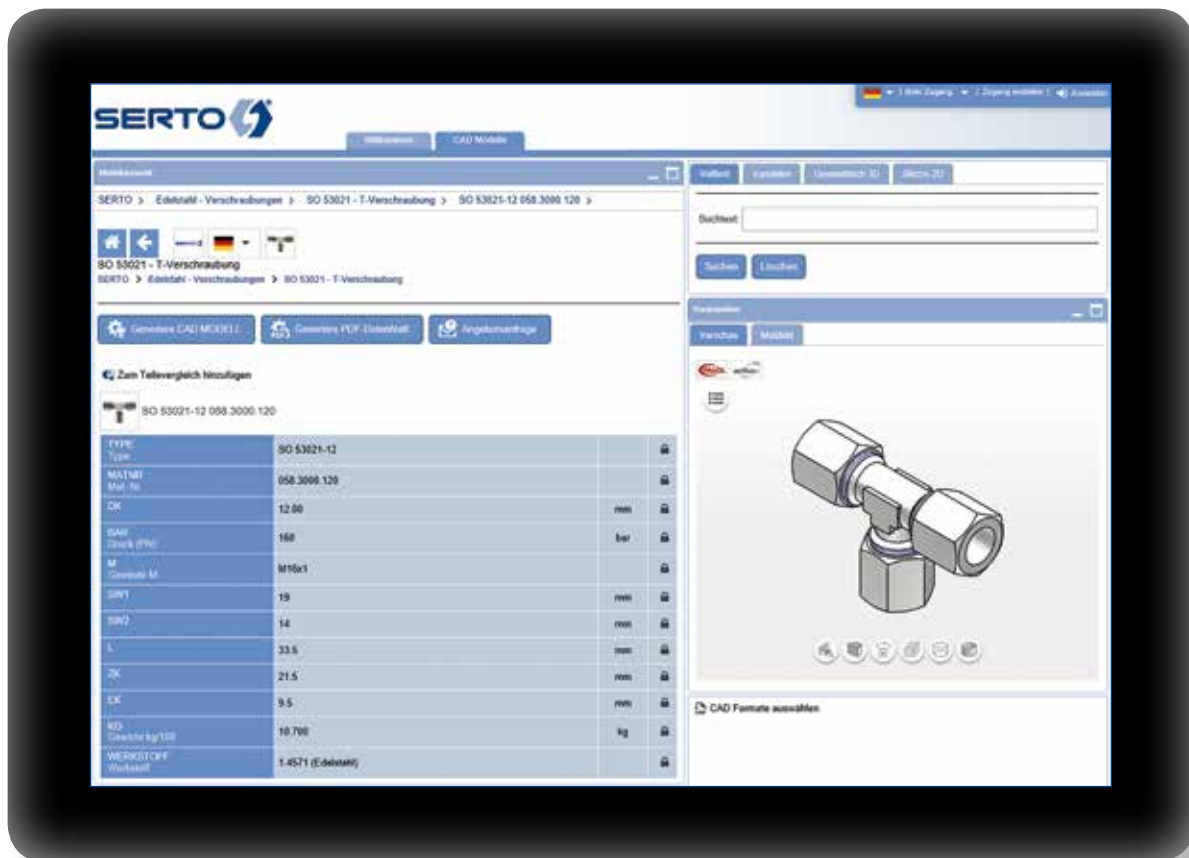 SERTO
CAD Modelle
SERTO > Edelstahl - Verschraubungen > SO 53021 - T-Verschraubung > SO 53021-12 058.3000.120 >
SO 53021 - T-Verschraubung
SERTO > Edelstahl - Verschraubungen > SO 53021 - T-Verschraubung
Generiere CAD MODELL
Generiere PDF-Datenblatt
Angebotsanfrage
Zum Teilevergleich hinzufügen
SO 53021-12 058.3000.120
TYPE
Type
SO 53021-12
MATNR
Mat.-Nr.
058.3000.120
DK
12.00
mm
BAR
Druck (PN)
160
bar
M
Gewinde M
M16x1
SW1
19
mm
SW2
14
mm
L
33.5
mm
ZK
21.5
mm
9.5
mm
KG
Gewicht kg/100
10.700
kg
WERKSTOFF
Werkstoff
1.4571 (Edelstahl)
Volltext
Variablen
Geometrisch 3D
Skizze 2D
Suchtext:
Suchen
Löschen
Vorschau
CAD Formate auswählen